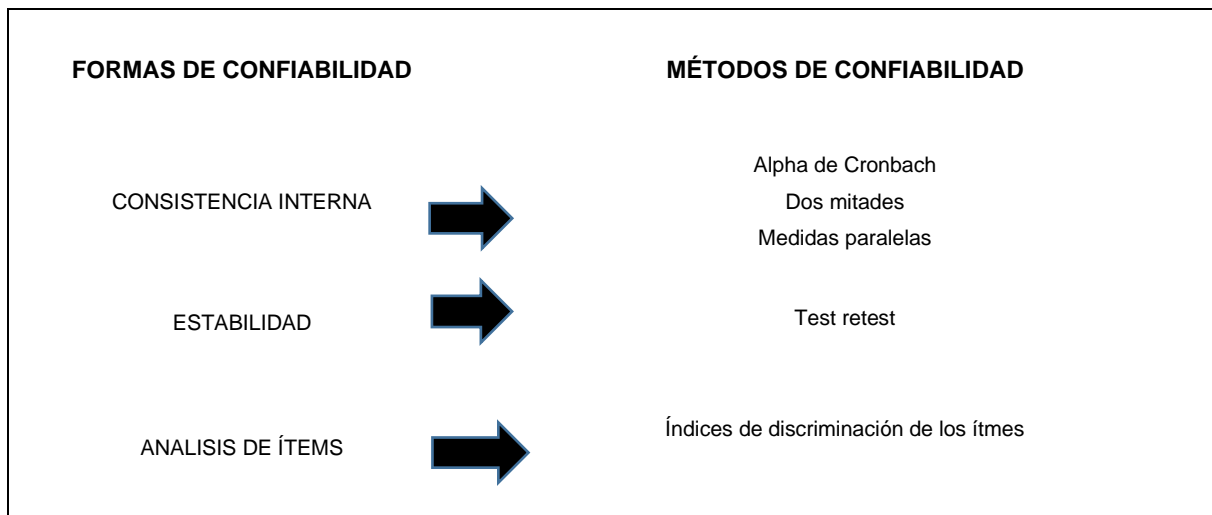 FORMAS DE CONFIABILIDAD
MÉTODOS DE CONFIABILIDAD
CONSISTENCIA INTERNA
Alpha de Cronbach
Dos mitades
Medidas paralelas
ESTABILIDAD
Test retest
ANALISIS DE ÍTEMS
Índices de discriminación de los ítmes